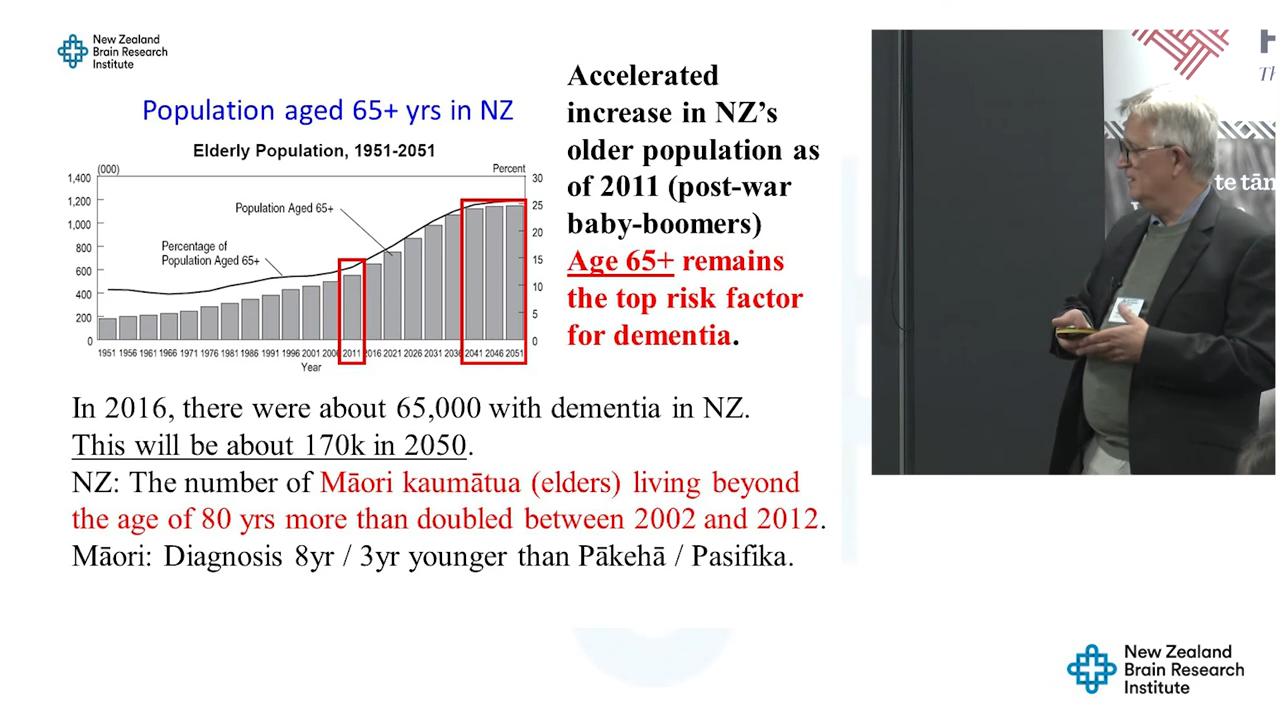 New Zealand
Brain Research
Institute
Population aged 65+ yrs in NZ
Elderly Population, 1951-2051
(000)
Percent
1,400
1,200
1,000
800
600
400
200
0
30
25
20
15
10
5
0
Population Aged 65+
Percentage of
Population Aged 65+
1951 1956 1961 1966 1971 1976 1981 1986 1991 1996 2001 2006 2011 2016 2021 2026 2031 2036 2041 2046 2051
Year
Accelerated
increase in NZ’s
older population as
of 2011 (post-war
baby-boomers)
Age 65+ remains
the top risk factor
for dementia.
In 2016, there were about 65,000 with dementia in NZ.
This will be about 170k in 2050.
NZ: The number of Māori kaumātua (elders) living beyond
the age of 80 yrs more than doubled between 2002 and 2012.
Māori: Diagnosis 8yr / 3yr younger than Pākehā / Pasifika.
te tān
New Zealand
Brain Research
Institute